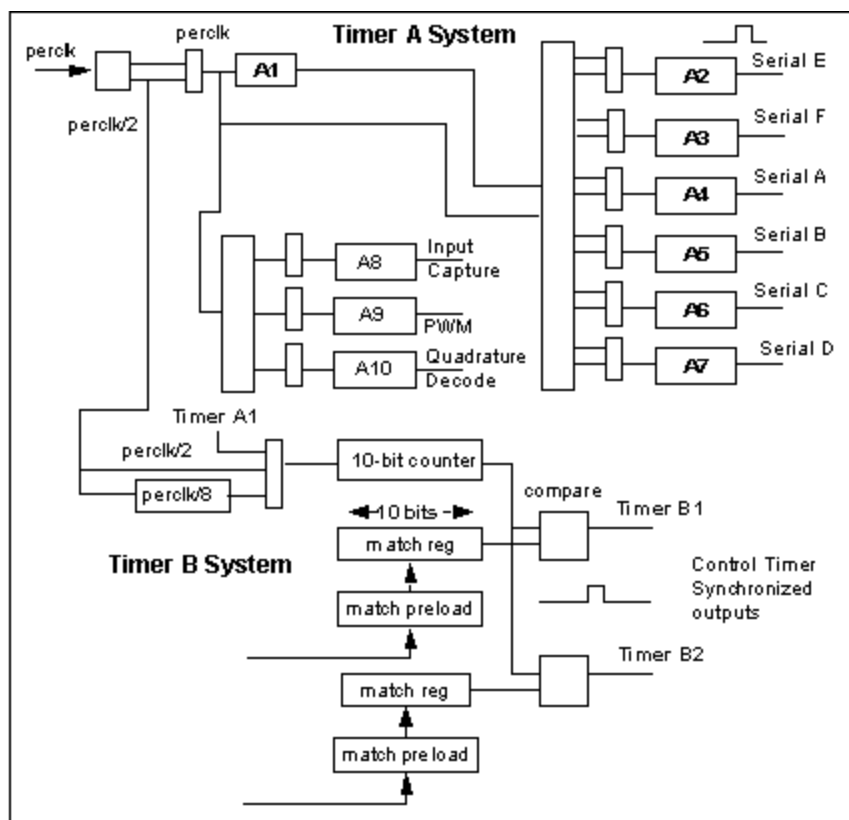 Timer A System
perclk
perclk
perclk/2
A1
A2
Serial E
A3
Serial F
A4
Serial A
A5
Serial B
A6
Serial C
A7
Serial D
A8
Input
Capture
A9
PWM
A10
Quadrature
Decode
Timer A1
perclk/2
perclk/8
10-bit counter
10 bits
compare
Timer B1
match reg
Timer B System
match preload
Control Timer
Synchronized
outputs
Timer B2
match reg
match preload